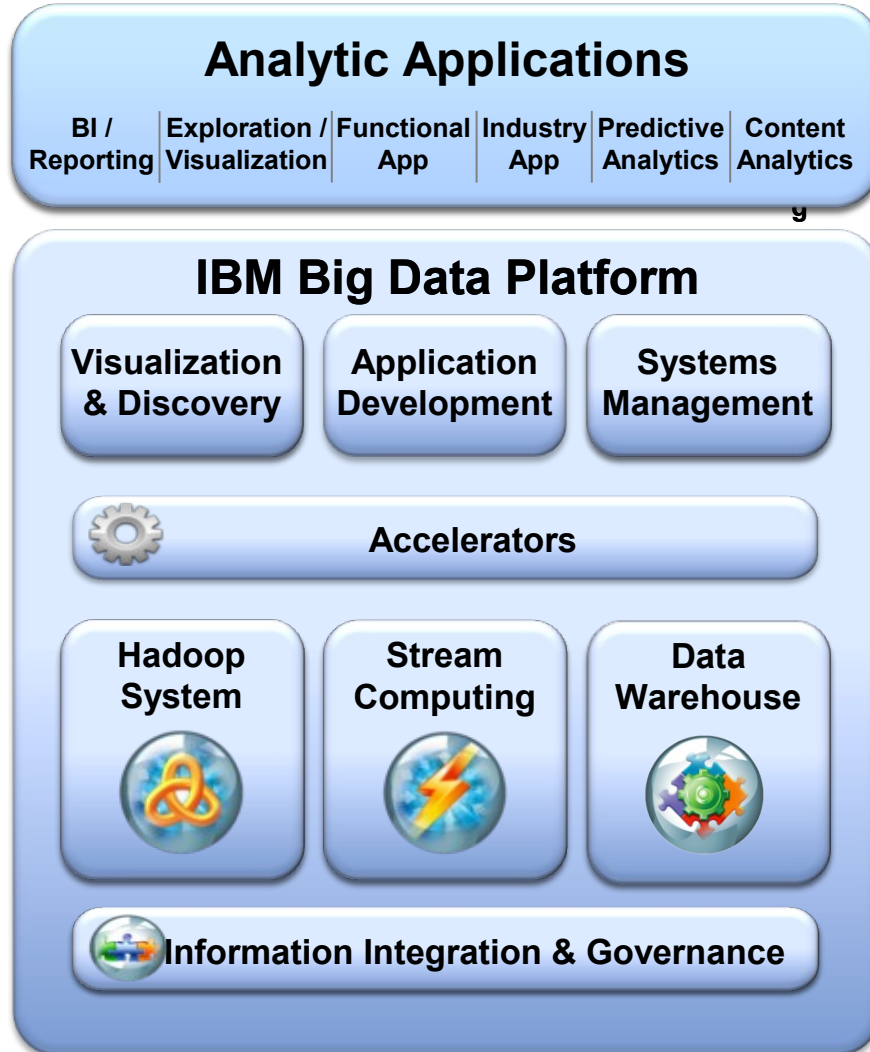 Analytic Applications
BI / Exploration / Functional Industry Predictive Content
Reporting Visualization App App Analytics Analytics
g
IBM Big Data Platform
Visualization Application Systems
& Discovery Development Management
Accelerators
Hadoop Stream Data
System Computing Warehouse
Information Integration & Governance